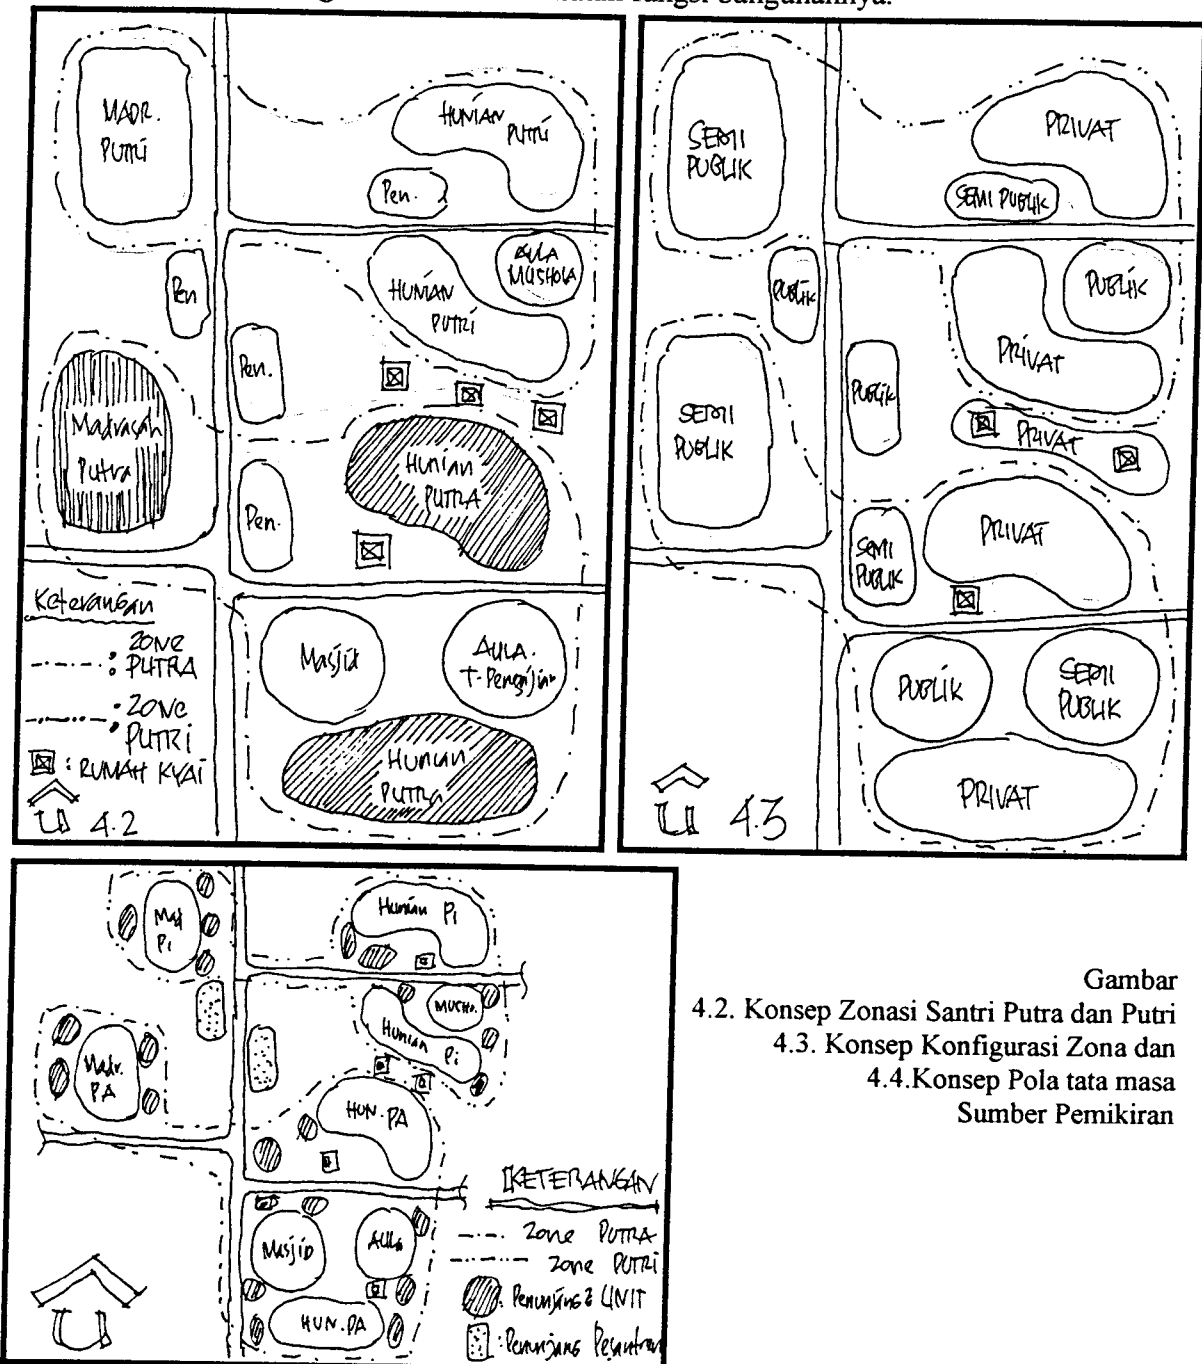 fungsi bangunannya.
MADR.
PUTRI
HUNIAN
PUTRI
Pen.
Pen
HUNIAN
PUTRI
AULA
MUSHOLA
Pen.
Madrasah
Putra
HUNIAN
PUTRA
Pen.
Keterangan
: ZONE
PUTRA
: ZONE
PUTRI
: RUMAH KYAI
U 4.2
Masjid
AULA.
HUNIAN
PUTRA
SEMI
PUBLIK
PRIVAT
SEMI PUBLIK
PUBLIK
PUBLIK
PRIVAT
PUBLIK
SEMI
PUBLIK
PRIVAT
SEMI
PUBLIK
PRIVAT
PUBLIK
SEMI
PUBLIK
PRIVAT
U 4.3
Mad
Pi
Hunian Pi
MUSHO.
Hunian Pi
Madr.
PA
HUN. PA
Masjid
AULA
HUN. PA
U
KETERANGAN
Zone PUTRA
Zone PUTRI
: Penunjang2 UNIT
: Penunjang Pesantren
Gambar
4.2. Konsep Zonasi Santri Putra dan Putri
4.3. Konsep Konfigurasi Zona dan
4.4.Konsep Pola tata masa
Sumber Pemikiran